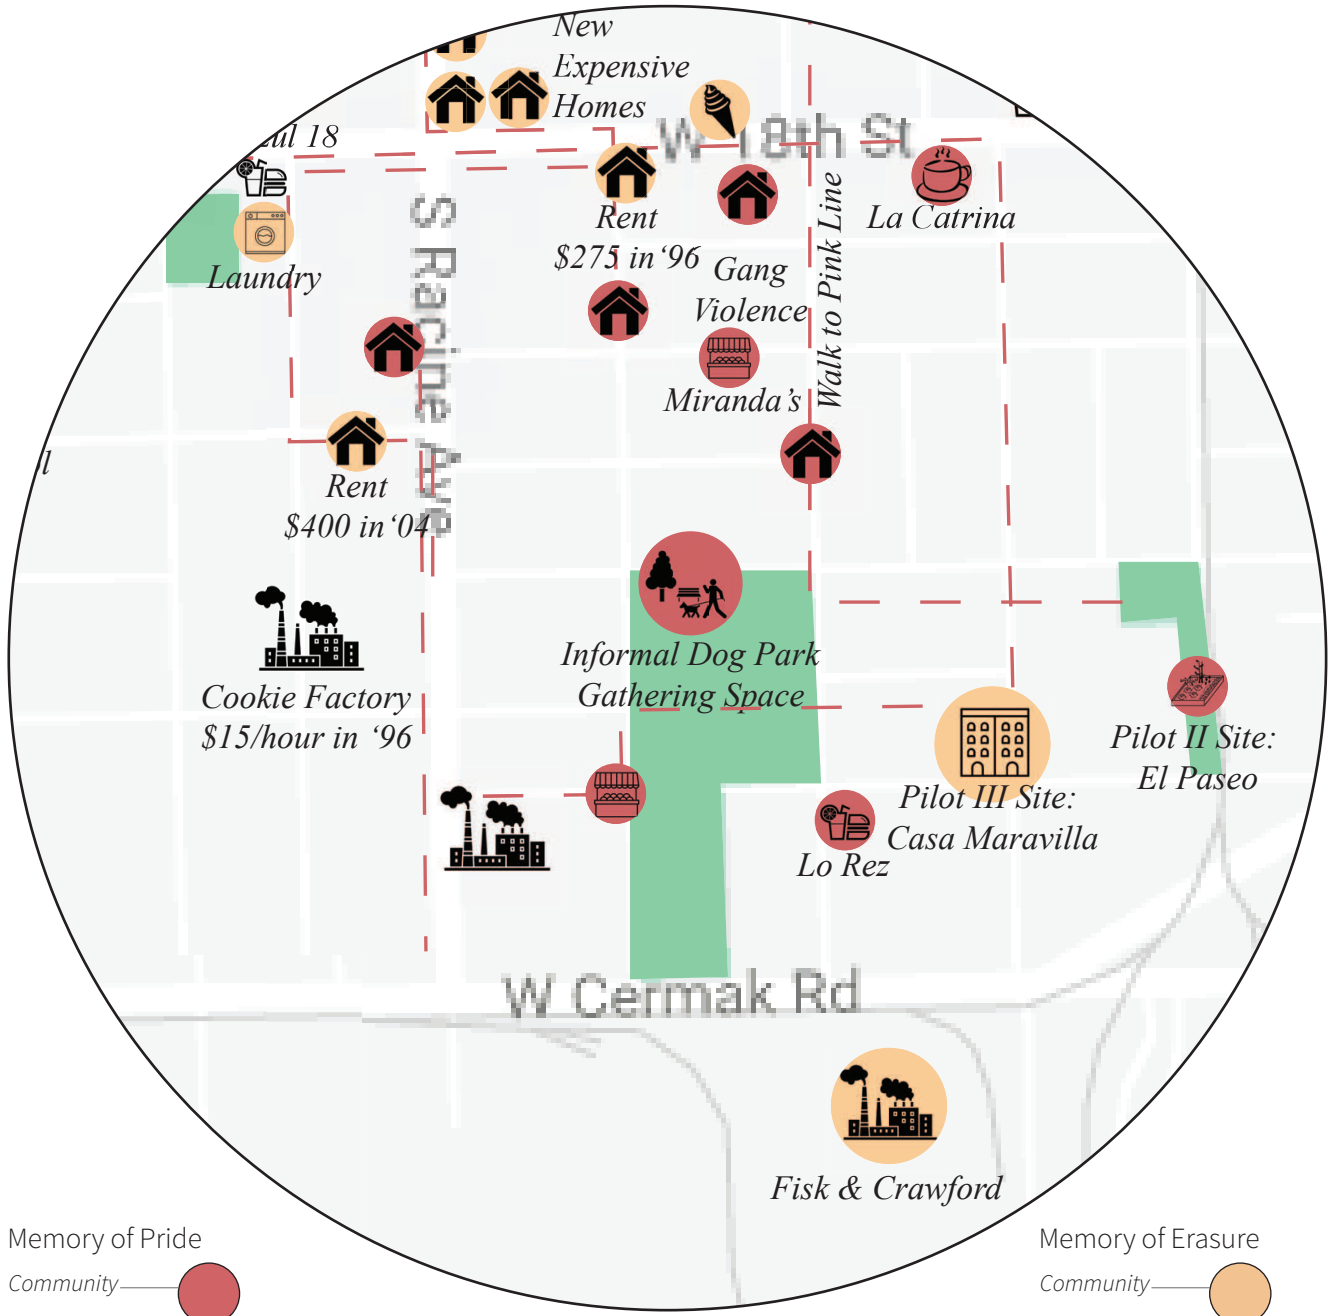 New
Expensive
Homes
18
W 18th St
S Racine Ave
Laundry
Rent
$275 in ‘96
Gang
Violence
Miranda’s
Walk to Pink Line
La Catrina
Rent
$400 in ‘04
Cookie Factory
$15/hour in ‘96
Informal Dog Park
Gathering Space
Pilot II Site:
El Paseo
Pilot III Site:
Casa Maravilla
Lo Rez
W Cermak Rd
Fisk & Crawford
Memory of Pride
Community
Memory of Erasure
Community